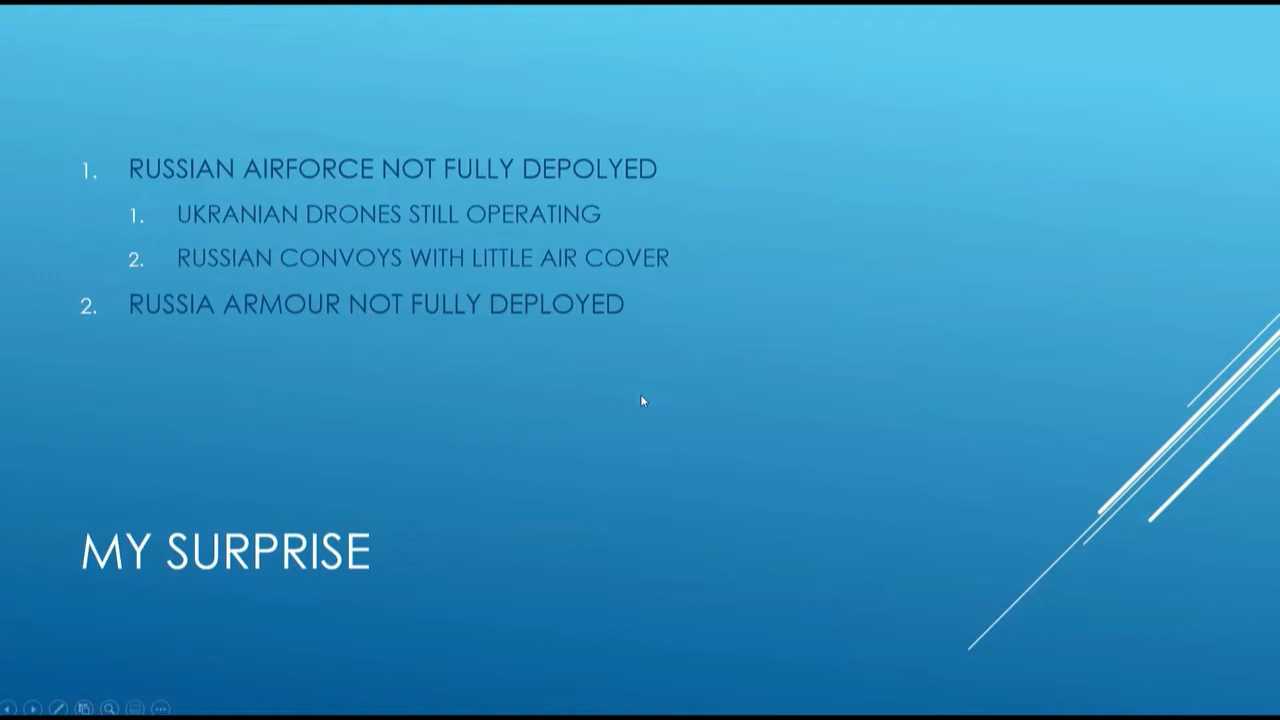 1. RUSSIAN AIRFORCE NOT FULLY DEPOLYED
1. UKRANIAN DRONES STILL OPERATING
2. RUSSIAN CONVOYS WITH LITTLE AIR COVER
2. RUSSIA ARMOUR NOT FULLY DEPLOYED
MY SURPRISE